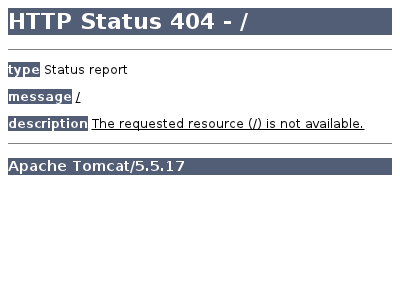 HTTP Status 404 - /
type Status report
message /
description The requested resource (/) is not available.
Apache Tomcat/5.5.17